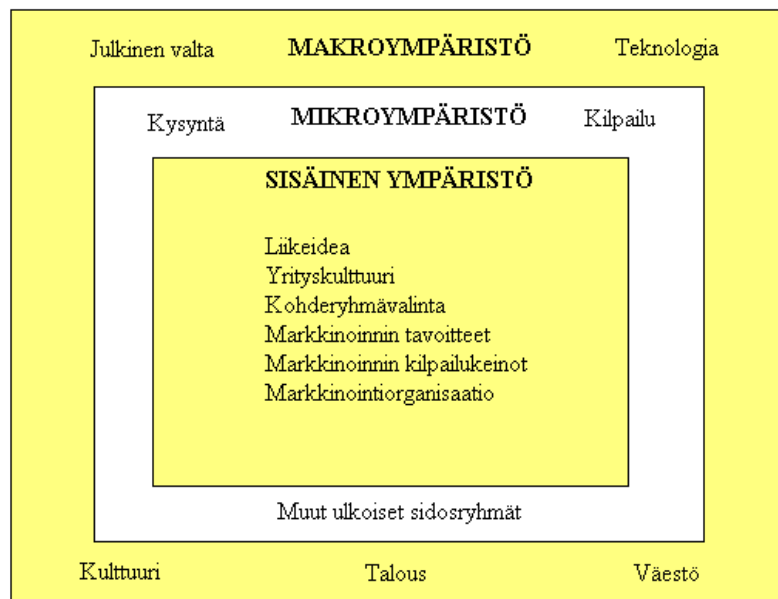 Julkinen valta MAKROYMPÄRISTÖ Teknologia
Kysyntä MIKROYMPÄRISTÖ Kilpailu
SISÄINEN YMPÄRISTÖ
Liikeidea
Yrityskulttuuri
Kohderyhmävalinta
Markkinoinnin tavoitteet
Markkinoinnin kilpailukeinot
Markkinointiorganisaatio
Muut ulkoiset sidosryhmät
Kulttuuri Talous Väestö